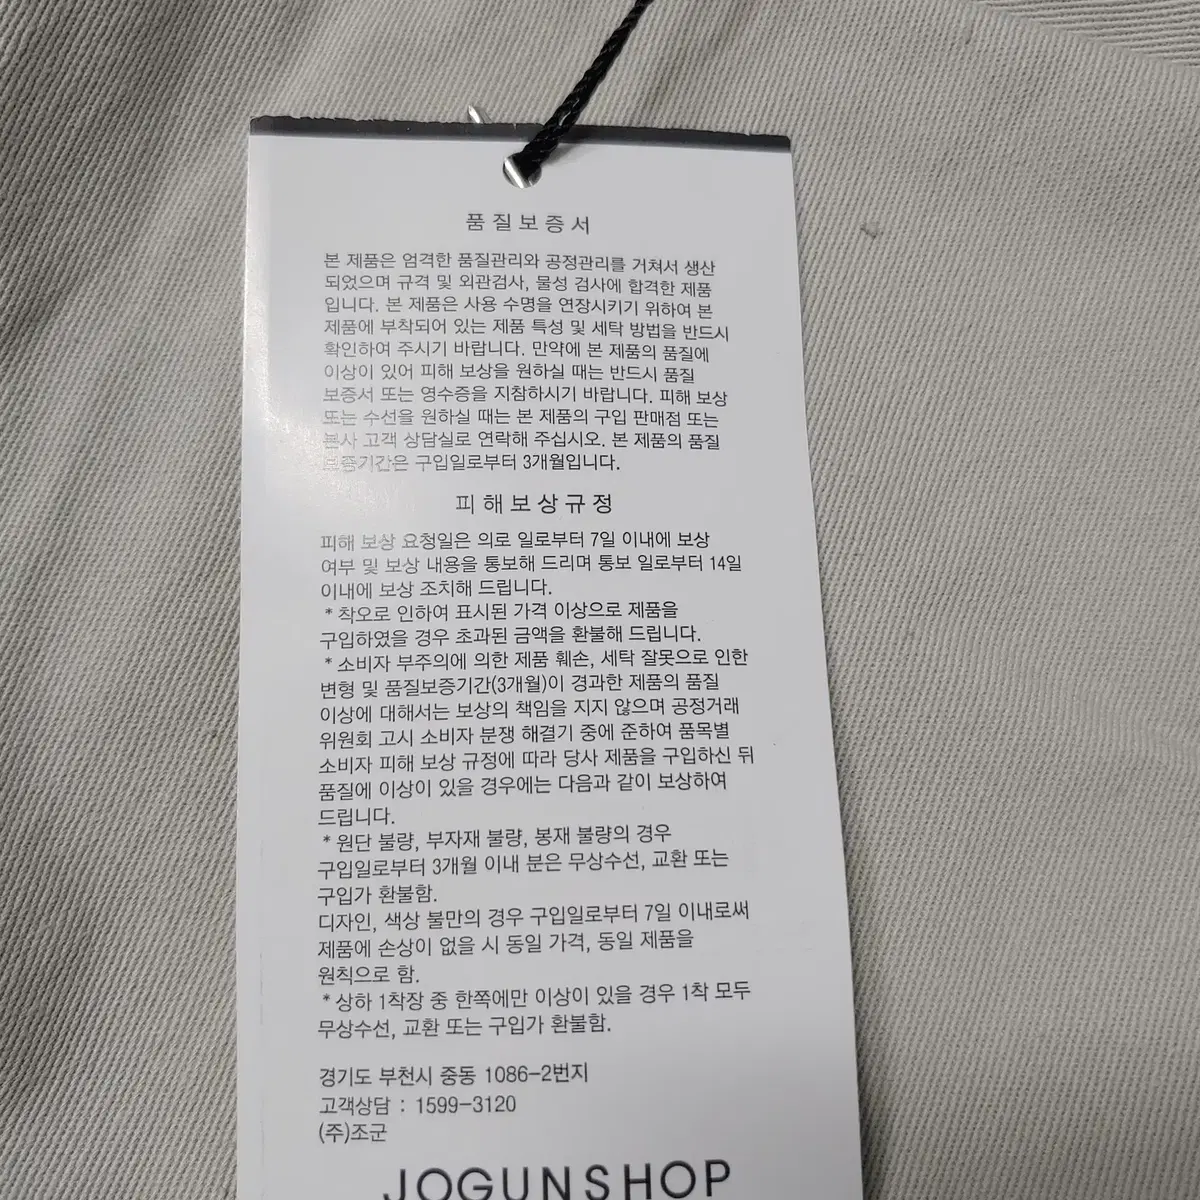 품질보증서
본 제품은 엄격한 품질관리와 공정관리를 거쳐서 생산
되었으며 규격 및 외관검사, 물성 검사에 합격한 제품
입니다. 본 제품은 사용 수명을 연장시키기 위하여 본
제품에 부착되어 있는 제품 특성 및 세탁 방법을 반드시
확인하여 주시기 바랍니다. 만약에 본 제품의 품질에
이상이 있어 피해 보상을 원하실 때는 반드시 품질
보증서 또는 영수증을 지참하시기 바랍니다. 피해 보상
또는 수선을 원하실 때는 본 제품의 구입 판매점 또는
본사 고객 상담실로 연락해 주십시오. 본 제품의 품질
보증기간은 구입일로부터 3개월입니다.
피해보상규정
피해 보상 요청일은 의로 일로부터 7일 이내에 보상
여부 및 보상 내용을 통보해 드리며 통보 일로부터 14일
이내에 보상 조치해 드립니다.
* 착오로 인하여 표시된 가격 이상으로 제품을
구입하였을 경우 초과된 금액을 환불해 드립니다.
* 소비자 부주의에 의한 제품 훼손, 세탁 잘못으로 인한
변형 및 품질보증기간(3개월)이 경과한 제품의 품질
이상에 대해서는 보상의 책임을 지지 않으며 공정거래
위원회 고시 소비자 분쟁 해결기 중에 준하여 품목별
소비자 피해 보상 규정에 따라 당사 제품을 구입하신 뒤
품질에 이상이 있을 경우에는 다음과 같이 보상하여
드립니다.
* 원단 불량, 부자재 불량, 봉재 불량의 경우
구입일로부터 3개월 이내 분은 무상수선, 교환 또는
구입가 환불함.
디자인, 색상 불만의 경우 구입일로부터 7일 이내로써
제품에 손상이 없을 시 동일 가격, 동일 제품을
원칙으로 함.
* 상하 1착장 중 한쪽에만 이상이 있을 경우 1착 모두
무상수선, 교환 또는 구입가 환불함.
경기도 부천시 중동 1086-2번지
고객상담 : 1599-3120
(주)조군
JOGUNSHOP